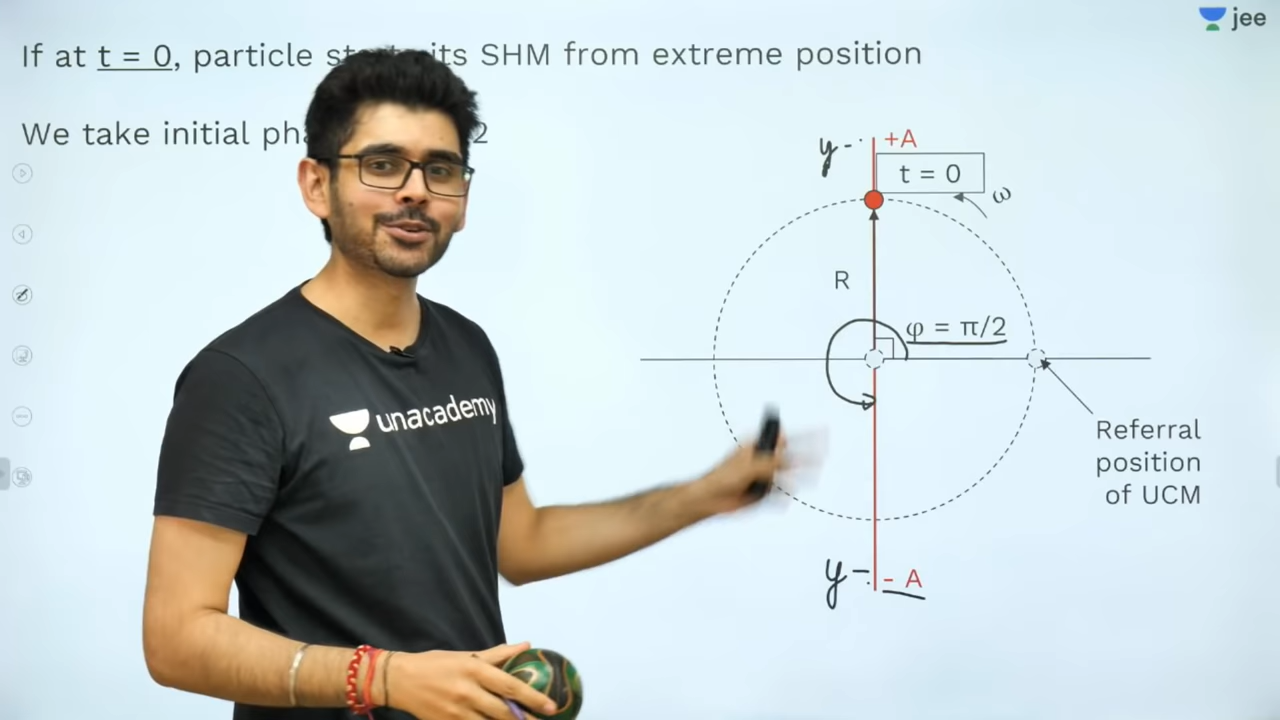 jee
If at t = 0, particle its SHM from extreme position
We take initial 2
y - +A
t = 0
ω
R
φ = π/2
unacademy
Referral
position
of UCM
y - - A